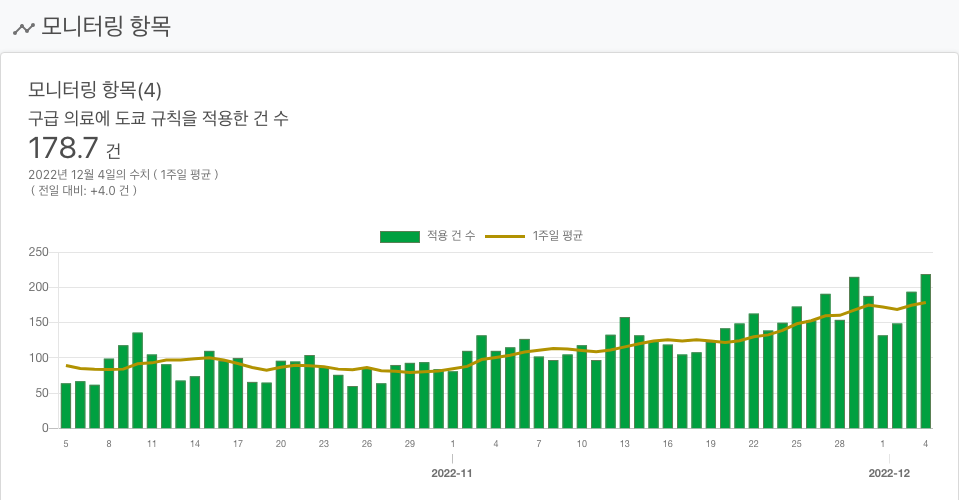 모니터링 항목
모니터링 항목(4)
구급 의료에 도쿄 규칙을 적용한 건 수
178.7 건
2022년 12월 4일의 수치 ( 1주일 평균 )
( 전일 대비: +4.0 건 )
적용 건 수 1주일 평균
250
200
150
100
50
0
5 8 11 14 17 20 23 26 29 1 4 7 10 13 16 19 22 25 28 1 4
2022-11 2022-12